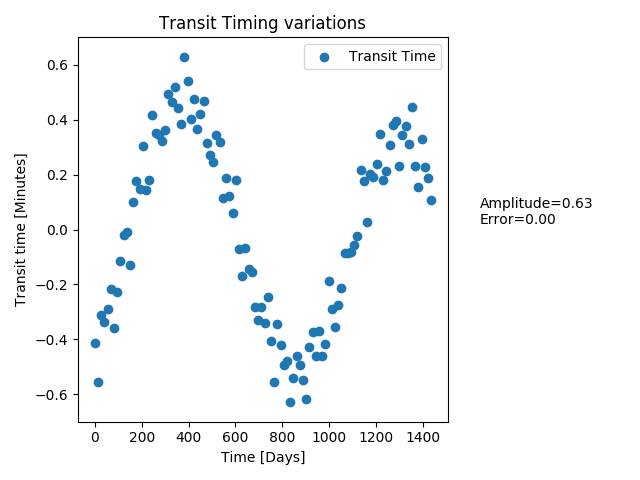 Transit Timing variations
Transit Time
Transit time [Minutes]
0.6
0.4
0.2
0.0
−0.2
−0.4
−0.6
0 200 400 600 800 1000 1200 1400
Time [Days]
Amplitude=0.63
Error=0.00